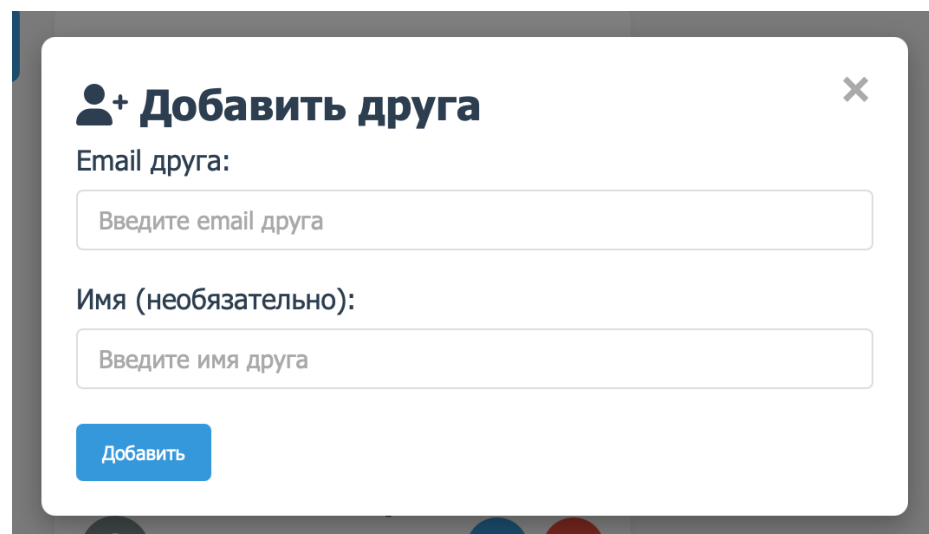 Добавить друга
Email друга:
Введите email друга
Имя (необязательно):
Введите имя друга
Добавить